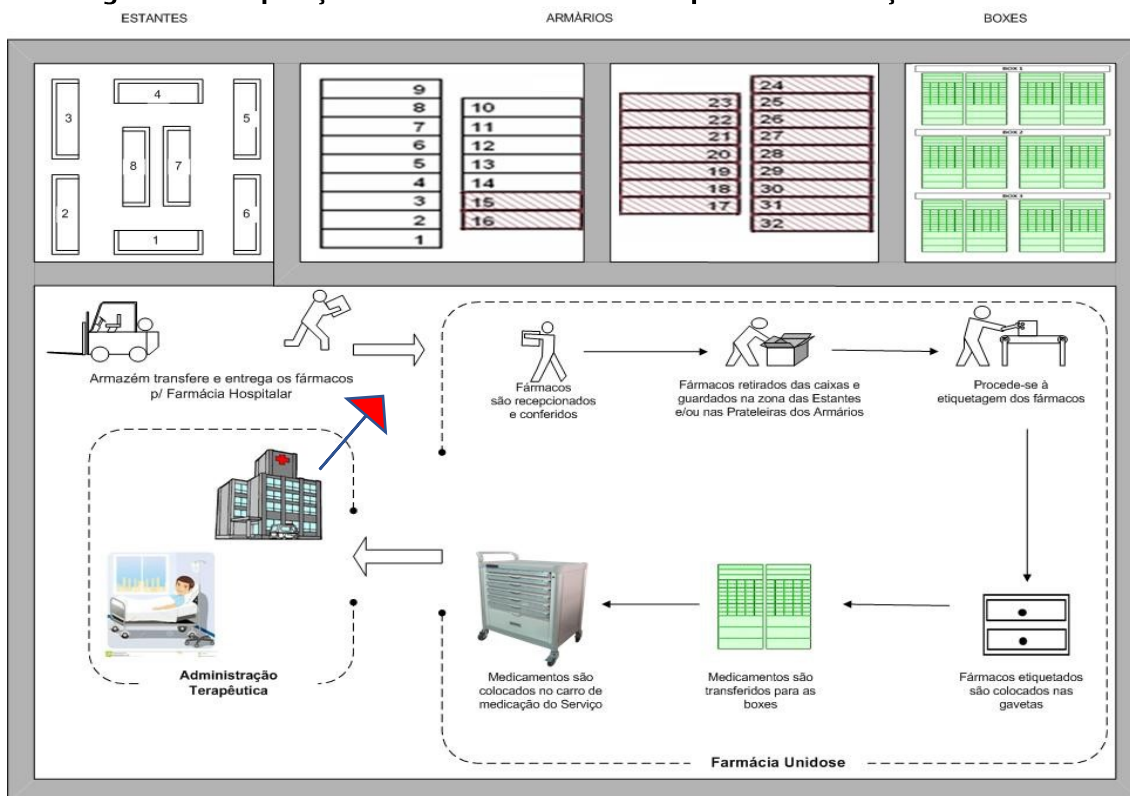 ESTANTES
ARMÀRIOS
BOXES
3
4
5
8
7
2
6
1
9
8
7
6
5
4
3
2
1
10
11
12
13
14
15
16
23
22
21
20
19
18
17
24
25
26
27
28
29
30
31
32
BOX 1
BOX 2
Armazém transfere e entrega os fármacos
p/ Farmácia Hospitalar
Fármacos
são recepcionados
e conferidos
Fármacos retirados das caixas e
guardados na zona das Estantes
e/ou nas Prateleiras dos Armários
Procede-se à
etiquetagem dos fármacos
Administração
Terapêutica
Medicamentos são
colocados no carro de
medicação do Serviço
Medicamentos são
transferidos para as
boxes
Fármacos etiquetados
são colocados nas
gavetas
Farmácia Unidose